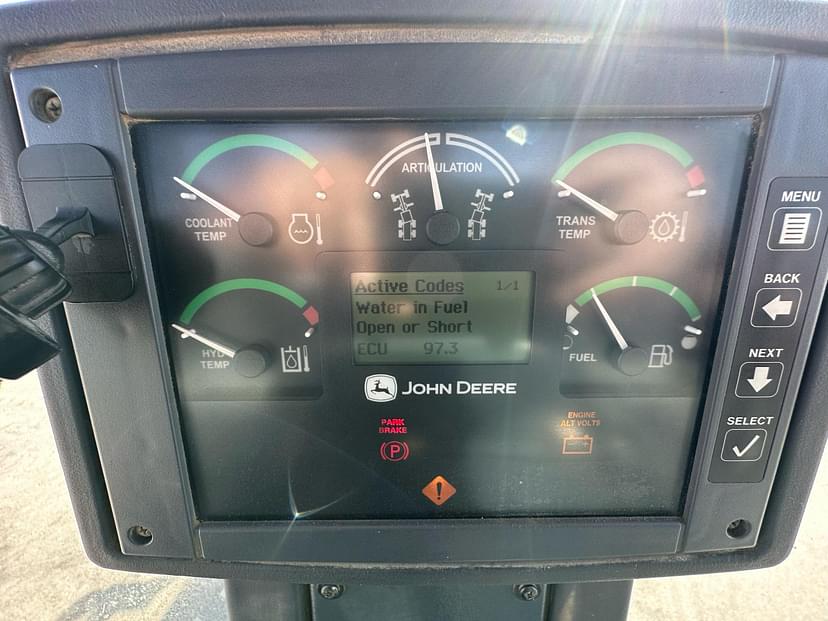 ARTICULATION
COOLANT
TEMP
TRANS
TEMP
MENU
BACK
NEXT
SELECT
Active Codes 1/1
Water in Fuel
Open or Short
ECU 97.3
HYD
TEMP
FUEL
JOHN DEERE
PARK
BRAKE
P
ENGINE
ALT VOLTS